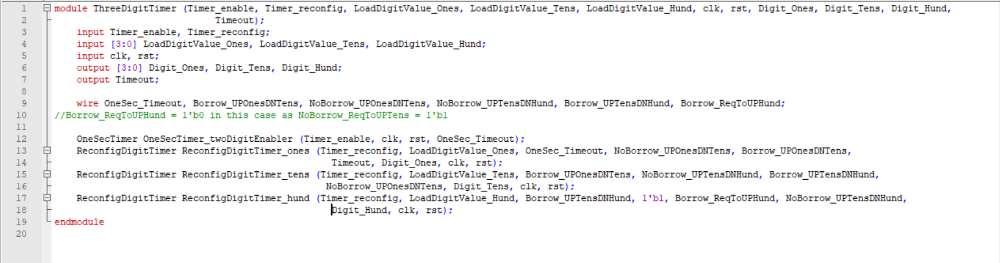 1 module ThreeDigitTimer (Timer_enable, Timer_reconfig, LoadDigitValue_Ones, LoadDigitValue_Tens, LoadDigitValue_Hund, clk, rst, Digit_Ones, Digit_Tens, Digit_Hund,
2 Timeout);
3 input Timer_enable, Timer_reconfig;
4 input [3:0] LoadDigitValue_Ones, LoadDigitValue_Tens, LoadDigitValue_Hund;
5 input clk, rst;
6 output [3:0] Digit_Ones, Digit_Tens, Digit_Hund;
7 output Timeout;
8
9 wire OneSec_Timeout, Borrow_UPOnesDNTens, NoBorrow_UPOnesDNTens, NoBorrow_UPTensDNHund, Borrow_UPTensDNHund, Borrow_ReqToUPHund;
10 //Borrow_ReqToUPHund = 1'b0 in this case as NoBorrow_ReqToUPTens = 1'b1
11
12 OneSecTimer OneSecTimer_twoDigitEnabler (Timer_enable, clk, rst, OneSec_Timeout);
13 ReconfigDigitTimer ReconfigDigitTimer_ones (Timer_reconfig, LoadDigitValue_Ones, OneSec_Timeout, NoBorrow_UPOnesDNTens, Borrow_UPOnesDNTens,
14 Timeout, Digit_Ones, clk, rst);
15 ReconfigDigitTimer ReconfigDigitTimer_tens (Timer_reconfig, LoadDigitValue_Tens, Borrow_UPOnesDNTens, NoBorrow_UPTensDNHund, Borrow_UPTensDNHund,
16 NoBorrow_UPOnesDNTens, Digit_Tens, clk, rst);
17 ReconfigDigitTimer ReconfigDigitTimer_hund (Timer_reconfig, LoadDigitValue_Hund, Borrow_UPTensDNHund, 1'b1, Borrow_ReqToUPHund, NoBorrow_UPTensDNHund,
18 Digit_Hund, clk, rst);
19 endmodule
20